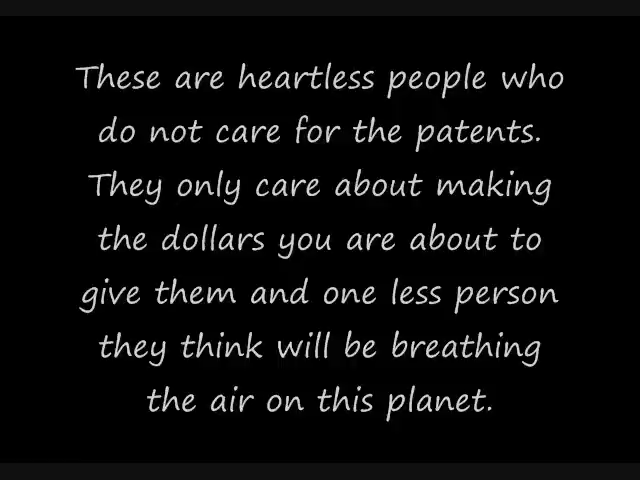 These are heartless people who
do not care for the patents.
They only care about making
the dollars you are about to
give them and one less person
they think will be breathing
the air on this planet.